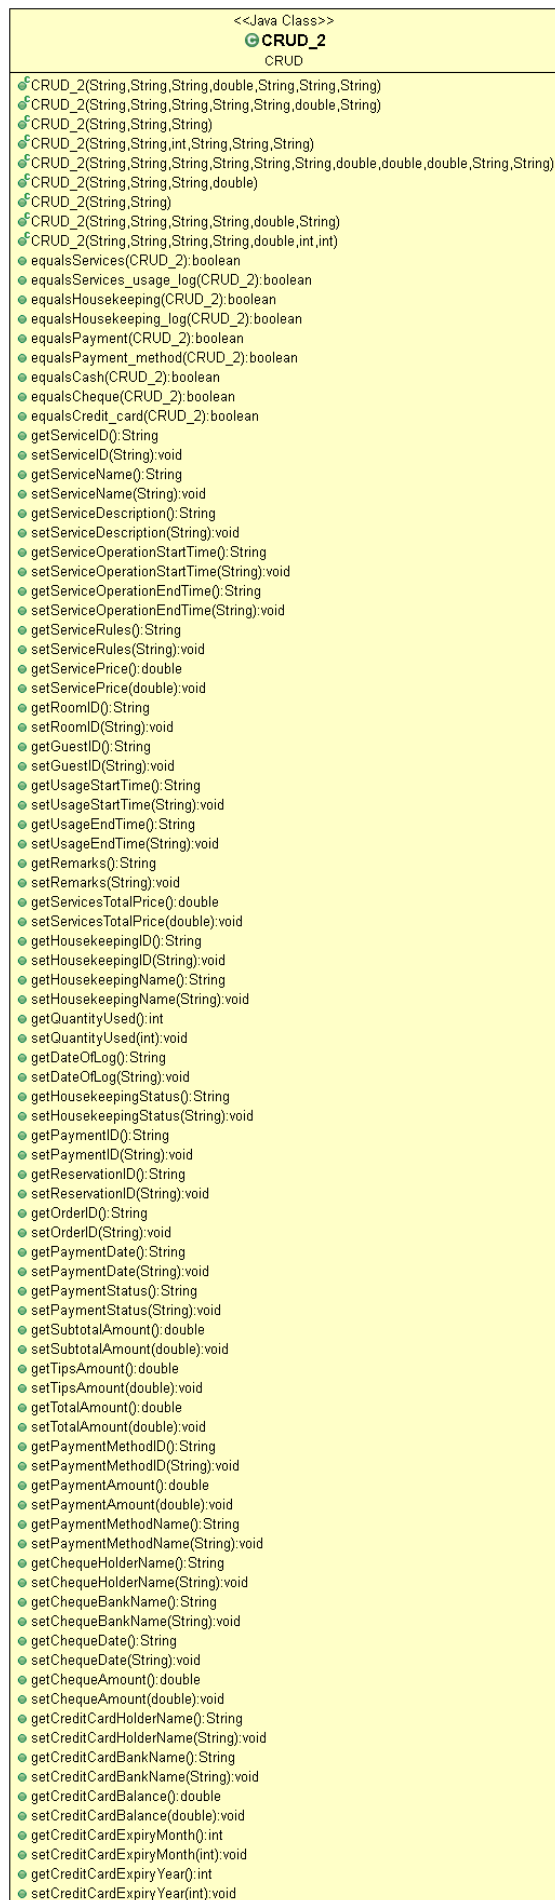 <<Java Class>>
CRUD_2
CRUD
CRUD_2(String,String,String,double,String,String,String)
CRUD_2(String,String,String,String,String,double,String)
CRUD_2(String,String,String)
CRUD_2(String,String,int,String,String,String)
CRUD_2(String,String,String,String,String,String,double,double,double,String,String)
CRUD_2(String,String,String,double)
CRUD_2(String,String)
CRUD_2(String,String,String,String,double,String)
CRUD_2(String,String,String,String,double,int,int)
equalsServices(CRUD_2):boolean
equalsServices_usage_log(CRUD_2):boolean
equalsHousekeeping(CRUD_2):boolean
equalsHousekeeping_log(CRUD_2):boolean
equalsPayment(CRUD_2):boolean
equalsPayment_method(CRUD_2):boolean
equalsCash(CRUD_2):boolean
equalsCheque(CRUD_2):boolean
equalsCredit_card(CRUD_2):boolean
getServiceID():String
setServiceID(String):void
getServiceName():String
setServiceName(String):void
getServiceDescription():String
setServiceDescription(String):void
getServiceOperationStartTime():String
setServiceOperationStartTime(String):void
getServiceOperationEndTime():String
setServiceOperationEndTime(String):void
getServiceRules():String
setServiceRules(String):void
getServicePrice():double
setServicePrice(double):void
getRoomID():String
setRoomID(String):void
getGuestID():String
setGuestID(String):void
getUsageStartTime():String
setUsageStartTime(String):void
getUsageEndTime():String
setUsageEndTime(String):void
getRemarks():String
setRemarks(String):void
getServicesTotalPrice():double
setServicesTotalPrice(double):void
getHousekeepingID():String
setHousekeepingID(String):void
getHousekeepingName():String
setHousekeepingName(String):void
getQuantityUsed():int
setQuantityUsed(int):void
getDateOfLog():String
setDateOfLog(String):void
getHousekeepingStatus():String
setHousekeepingStatus(String):void
getPaymentID():String
setPaymentID(String):void
getReservationID():String
setReservationID(String):void
getOrderID():String
setOrderID(String):void
getPaymentDate():String
setPaymentDate(String):void
getPaymentStatus():String
setPaymentStatus(String):void
getSubtotalAmount():double
setSubtotalAmount(double):void
getTipsAmount():double
setTipsAmount(double):void
getTotalAmount():double
setTotalAmount(double):void
getPaymentMethodID():String
setPaymentMethodID(String):void
getPaymentAmount():double
setPaymentAmount(double):void
getPaymentMethodName():String
setPaymentMethodName(String):void
getChequeHolderName():String
setChequeHolderName(String):void
getChequeBankName():String
setChequeBankName(String):void
getChequeDate():String
setChequeDate(String):void
getChequeAmount():double
setChequeAmount(double):void
getCreditCardHolderName():String
setCreditCardHolderName(String):void
getCreditCardBankName():String
setCreditCardBankName(String):void
getCreditCardBalance():double
setCreditCardBalance(double):void
getCreditCardExpiryMonth():int
setCreditCardExpiryMonth(int):void
getCreditCardExpiryYear():int
setCreditCardExpiryYear(int):void